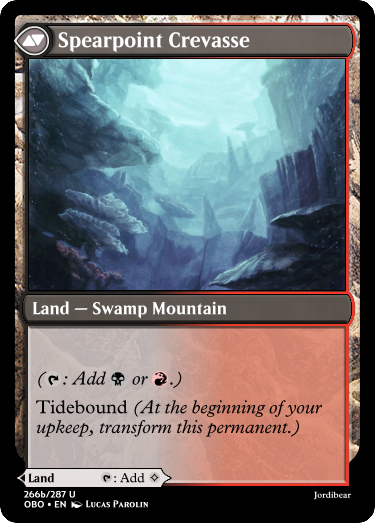 Spearpoint Crevasse
Land — Swamp Mountain
(: Add or .)
Tidebound (At the beginning of your
upkeep, transform this permanent.)
Land : Add
266b/287 U
OBO • EN Lucas Parolin
Jordibear